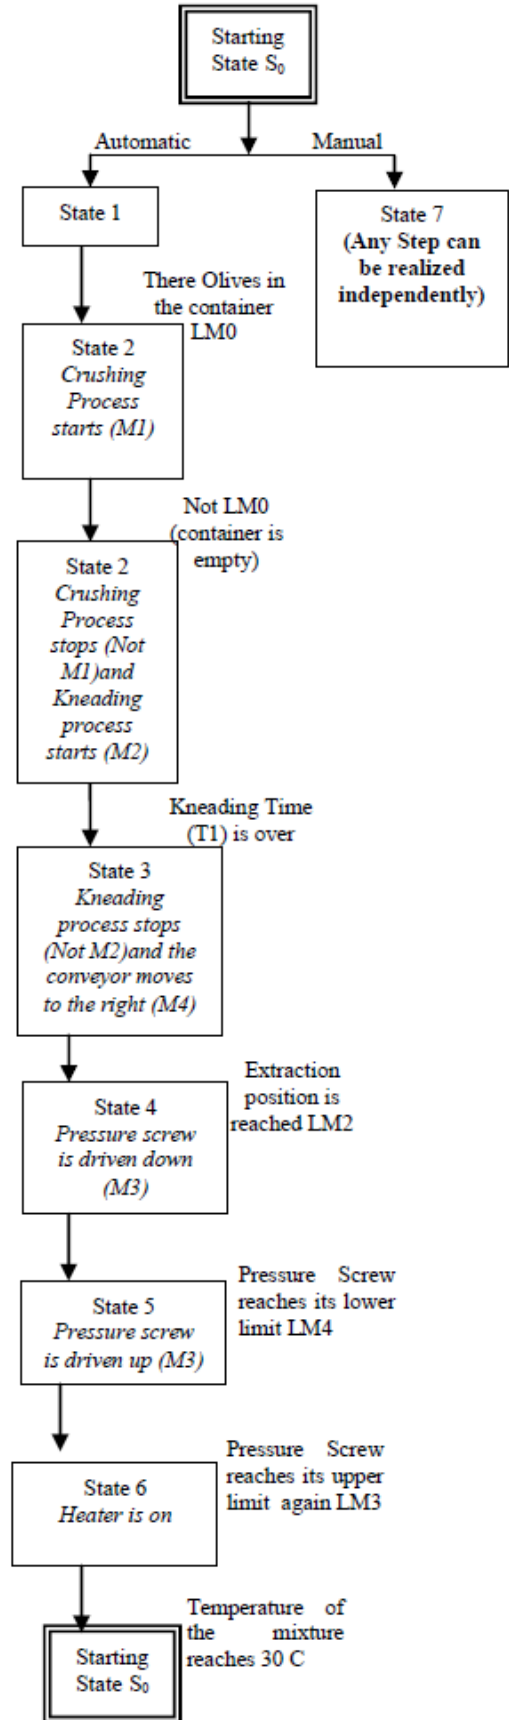 Starting
State S₀
Automatic
Manual
State 1
State 7
(Any Step can
be realized
independently)
There Olives in
the container
LM0
State 2
Crushing
Process
starts (M1)
Not LM0
(container is
empty)
State 2
Crushing
Process
stops (Not
M1)and
Kneading
process
starts (M2)
Kneading Time
(T1) is over
State 3
Kneading
process stops
(Not M2)and the
conveyor moves
to the right (M4)
Extraction
position is
reached LM2
State 4
Pressure screw
is driven down
(M3)
Pressure Screw
reaches its lower
limit LM4
State 5
Pressure screw
is driven up (M3)
Pressure Screw
reaches its upper
limit again LM3
State 6
Heater is on
Temperature of
the mixture
reaches 30 C
Starting
State S₀